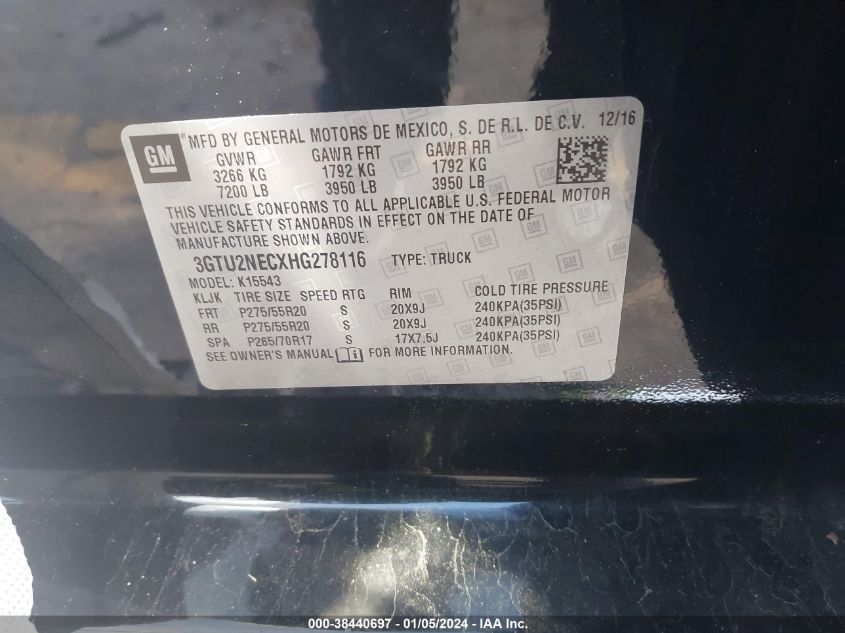 GM
MFD BY GENERAL MOTORS DE MEXICO, S. DE R.L. DE C.V. 12/16
GVWR GAWR FRT GAWR RR
3266 KG 1792 KG 1792 KG
7200 LB 3950 LB 3950 LB
THIS VEHICLE CONFORMS TO ALL APPLICABLE U.S. FEDERAL MOTOR
VEHICLE SAFETY STANDARDS IN EFFECT ON THE DATE OF
MANUFACTURE SHOWN ABOVE.
3GTU2NECXHG278116 TYPE: TRUCK
MODEL: K15543
KLJK TIRE SIZE SPEED RTG RIM COLD TIRE PRESSURE
FRT P275/55R20 S 20X9J 240KPA(35PSI)
RR P275/55R20 S 20X9J 240KPA(35PSI)
SPA P265/70R17 S 17X7.5J 240KPA(35PSI)
SEE OWNER'S MANUAL FOR MORE INFORMATION.
000-38440697 - 01/05/2024 - IAA Inc.